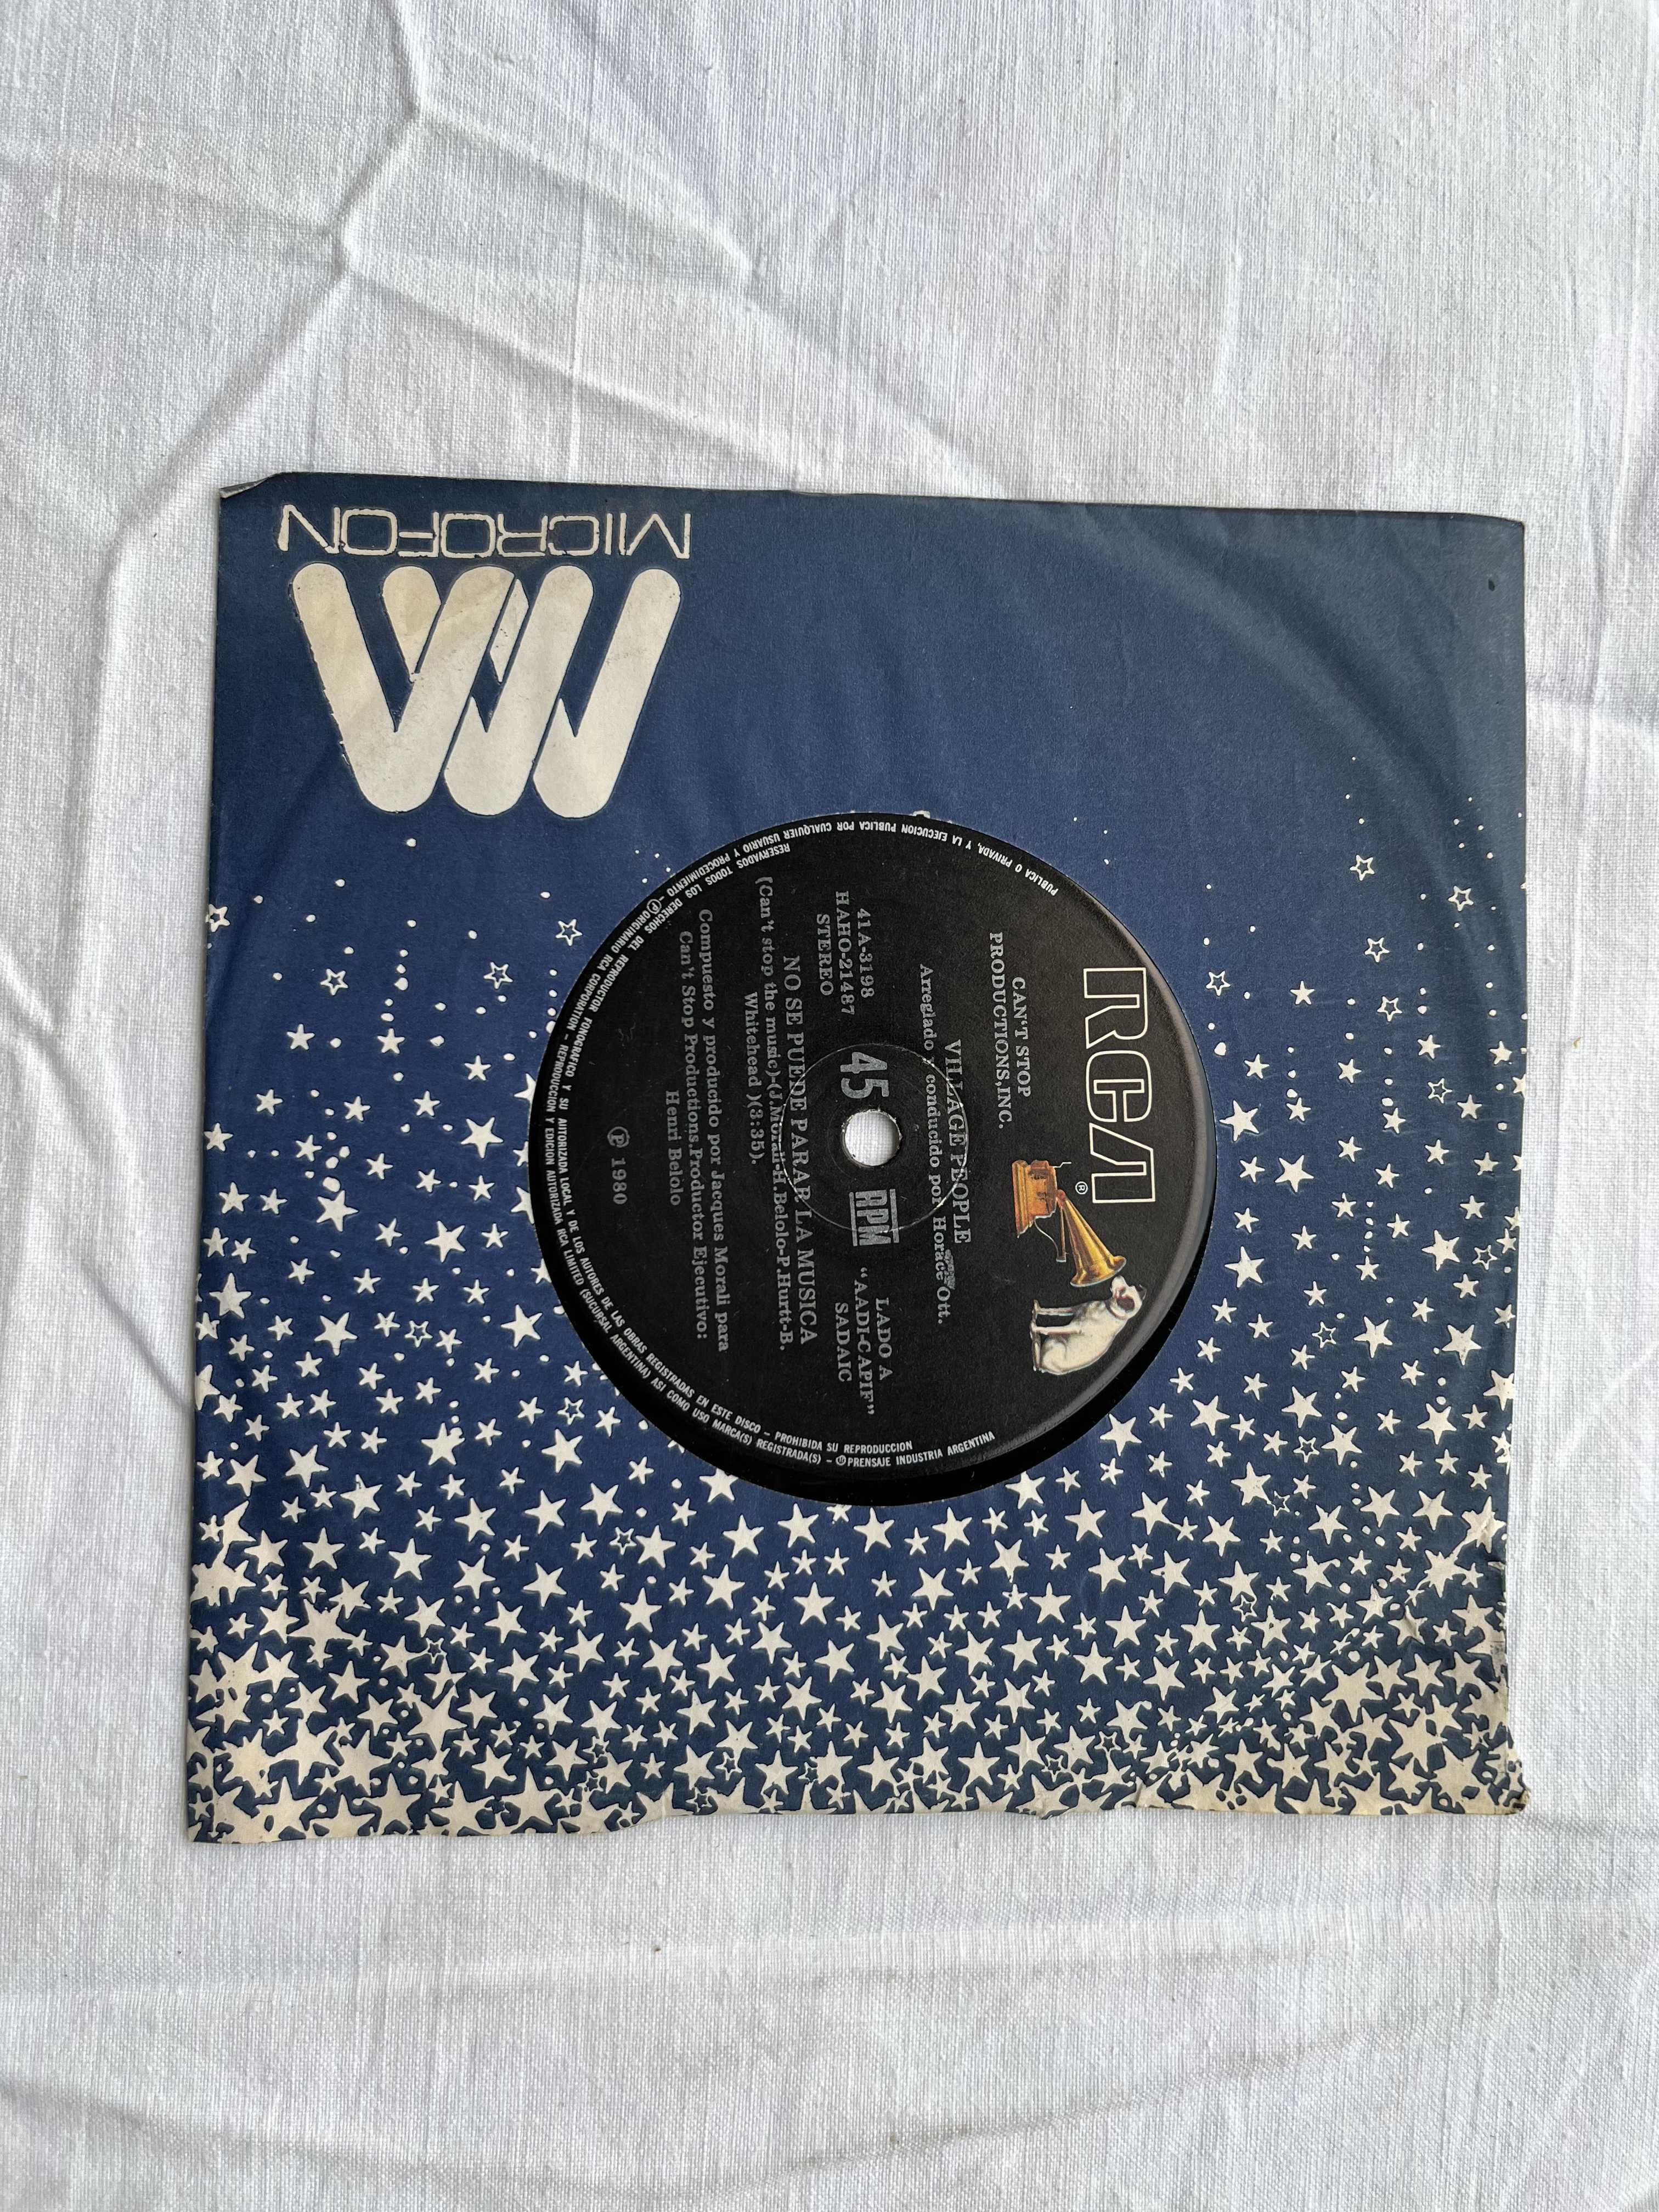 MICROFON
RCA
®
CAN'T STOP
PRODUCTIONS,INC.
VILLAGE PEOPLE
Arreglado y conducido por Horace Ott.
45 RPM
41A-3198
HAHO-21487
STEREO
LADO A
"AADI-CAPIF"
SADAIC
NO SE PUEDE PARAR LA MUSICA
(Can't stop the music)-(J.Morali-H.Belolo-P.Hurtt-B.
Whitehead )(3:35).
Compuesto y producido por Jacques Morali para
Can't Stop Productions.Productor Ejecutivo:
Henri Belolo
Ⓟ 1980
RESERVADOS TODOS LOS DERECHOS DEL REPRODUCTOR FONOGRAFICO Y SU AUTORIZADA LOCAL Y DE LOS AUTORES DE LAS OBRAS REGISTRADAS EN ESTE DISCO – PROHIBIDA SU REPRODUCCION
PUBLICA O PRIVADA, Y LA EJECUCION PUBLICA POR CUALQUIER USUARIO Y PROCEDIMIENTO – Ⓟ ORIGINARIO RCA CORPORATION – REPRODUCCION Y EDICION AUTORIZADA RCA LIMITED (SUCURSAL ARGENTINA) ASI COMO USO MARCA(S) REGISTRADA(S) – Ⓟ PRENSAJE INDUSTRIA ARGENTINA